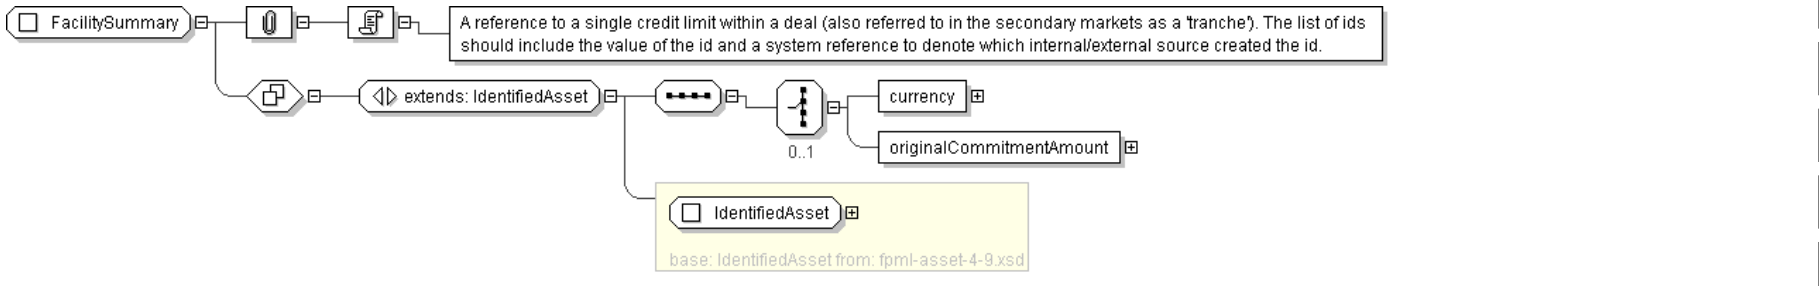 FacilitySummary
A reference to a single credit limit within a deal (also referred to in the secondary markets as a 'tranche'). The list of ids
should include the value of the id and a system reference to denote which internal/external source created the id.
extends: IdentifiedAsset
currency
0..1
originalCommitmentAmount
IdentifiedAsset
base: IdentifiedAsset from: fpml-asset-4-9.xsd